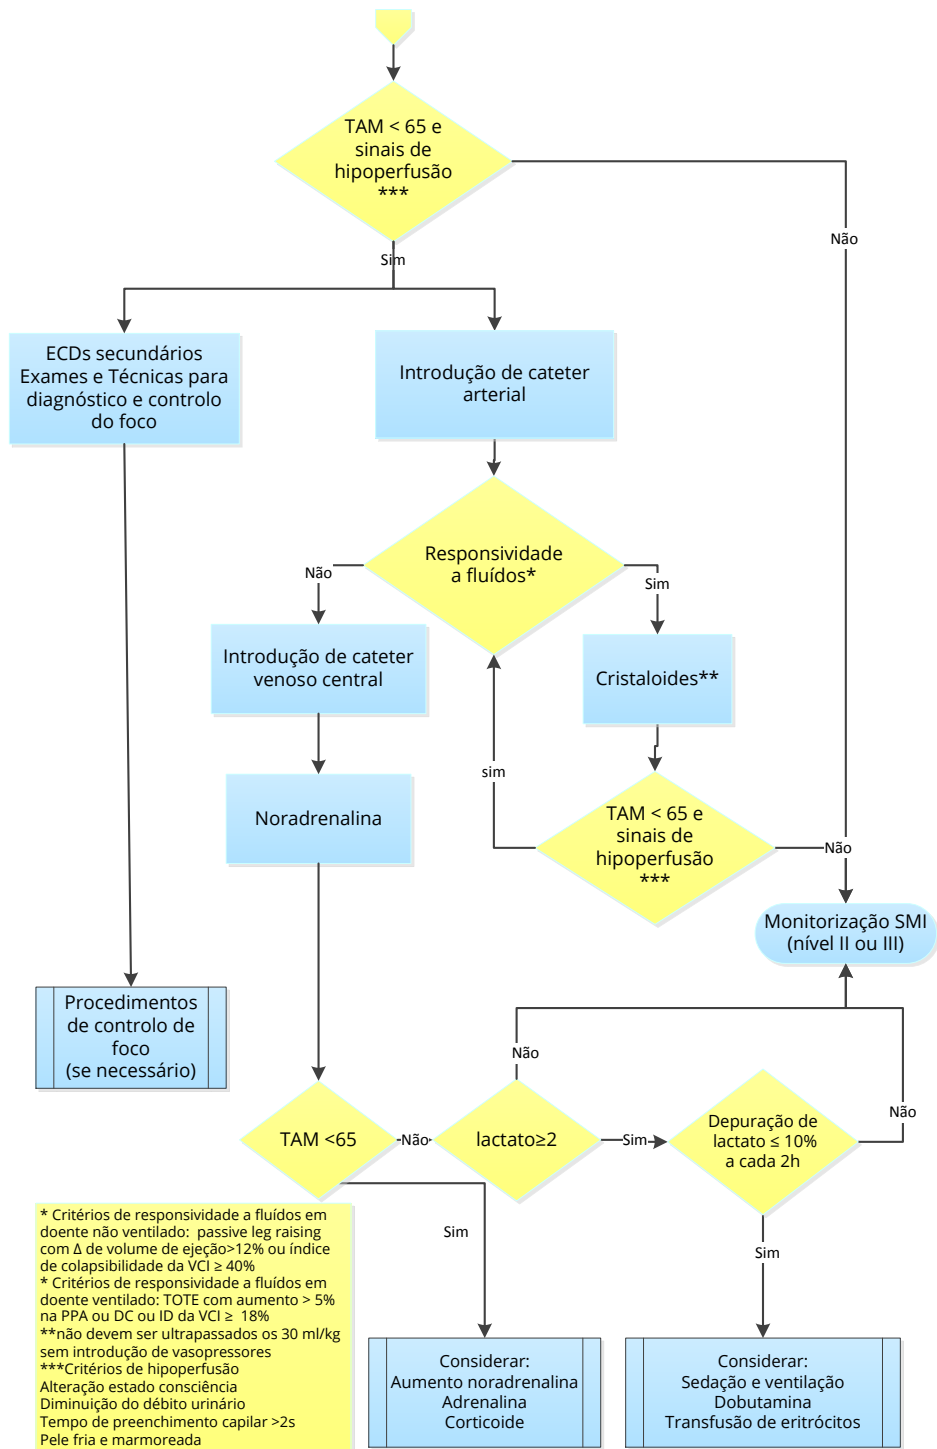 TAM < 65 e
sinais de
hipoperfusão
***
Não
Sim
ECDs secundários
Exames e Técnicas para
diagnóstico e controlo
do foco
Introdução de cateter
arterial
Responsividade
a fluídos*
Não
Sim
Introdução de cateter
venoso central
Cristaloides**
sim
Noradrenalina
TAM < 65 e
sinais de
hipoperfusão
***
Não
Monitorização SMI
(nível II ou III)
Procedimentos
de controlo de
foco
(se necessário)
Não
Não
TAM <65
Não
lactato≥2
Sim
Depuração de
lactato ≤ 10%
a cada 2h
Sim
Sim
* Critérios de responsividade a fluídos em
doente não ventilado: passive leg raising
com Δ de volume de ejeção>12% ou índice
de colapsibilidade da VCI ≥ 40%
* Critérios de responsividade a fluídos em
doente ventilado: TOTE com aumento > 5%
na PPA ou DC ou ID da VCI ≥ 18%
**não devem ser ultrapassados os 30 ml/kg
sem introdução de vasopressores
***Critérios de hipoperfusão
Alteração estado consciência
Diminuição do débito urinário
Tempo de preenchimento capilar >2s
Pele fria e marmoreada
Considerar:
Aumento noradrenalina
Adrenalina
Corticoide
Considerar:
Sedação e ventilação
Dobutamina
Transfusão de eritrócitos